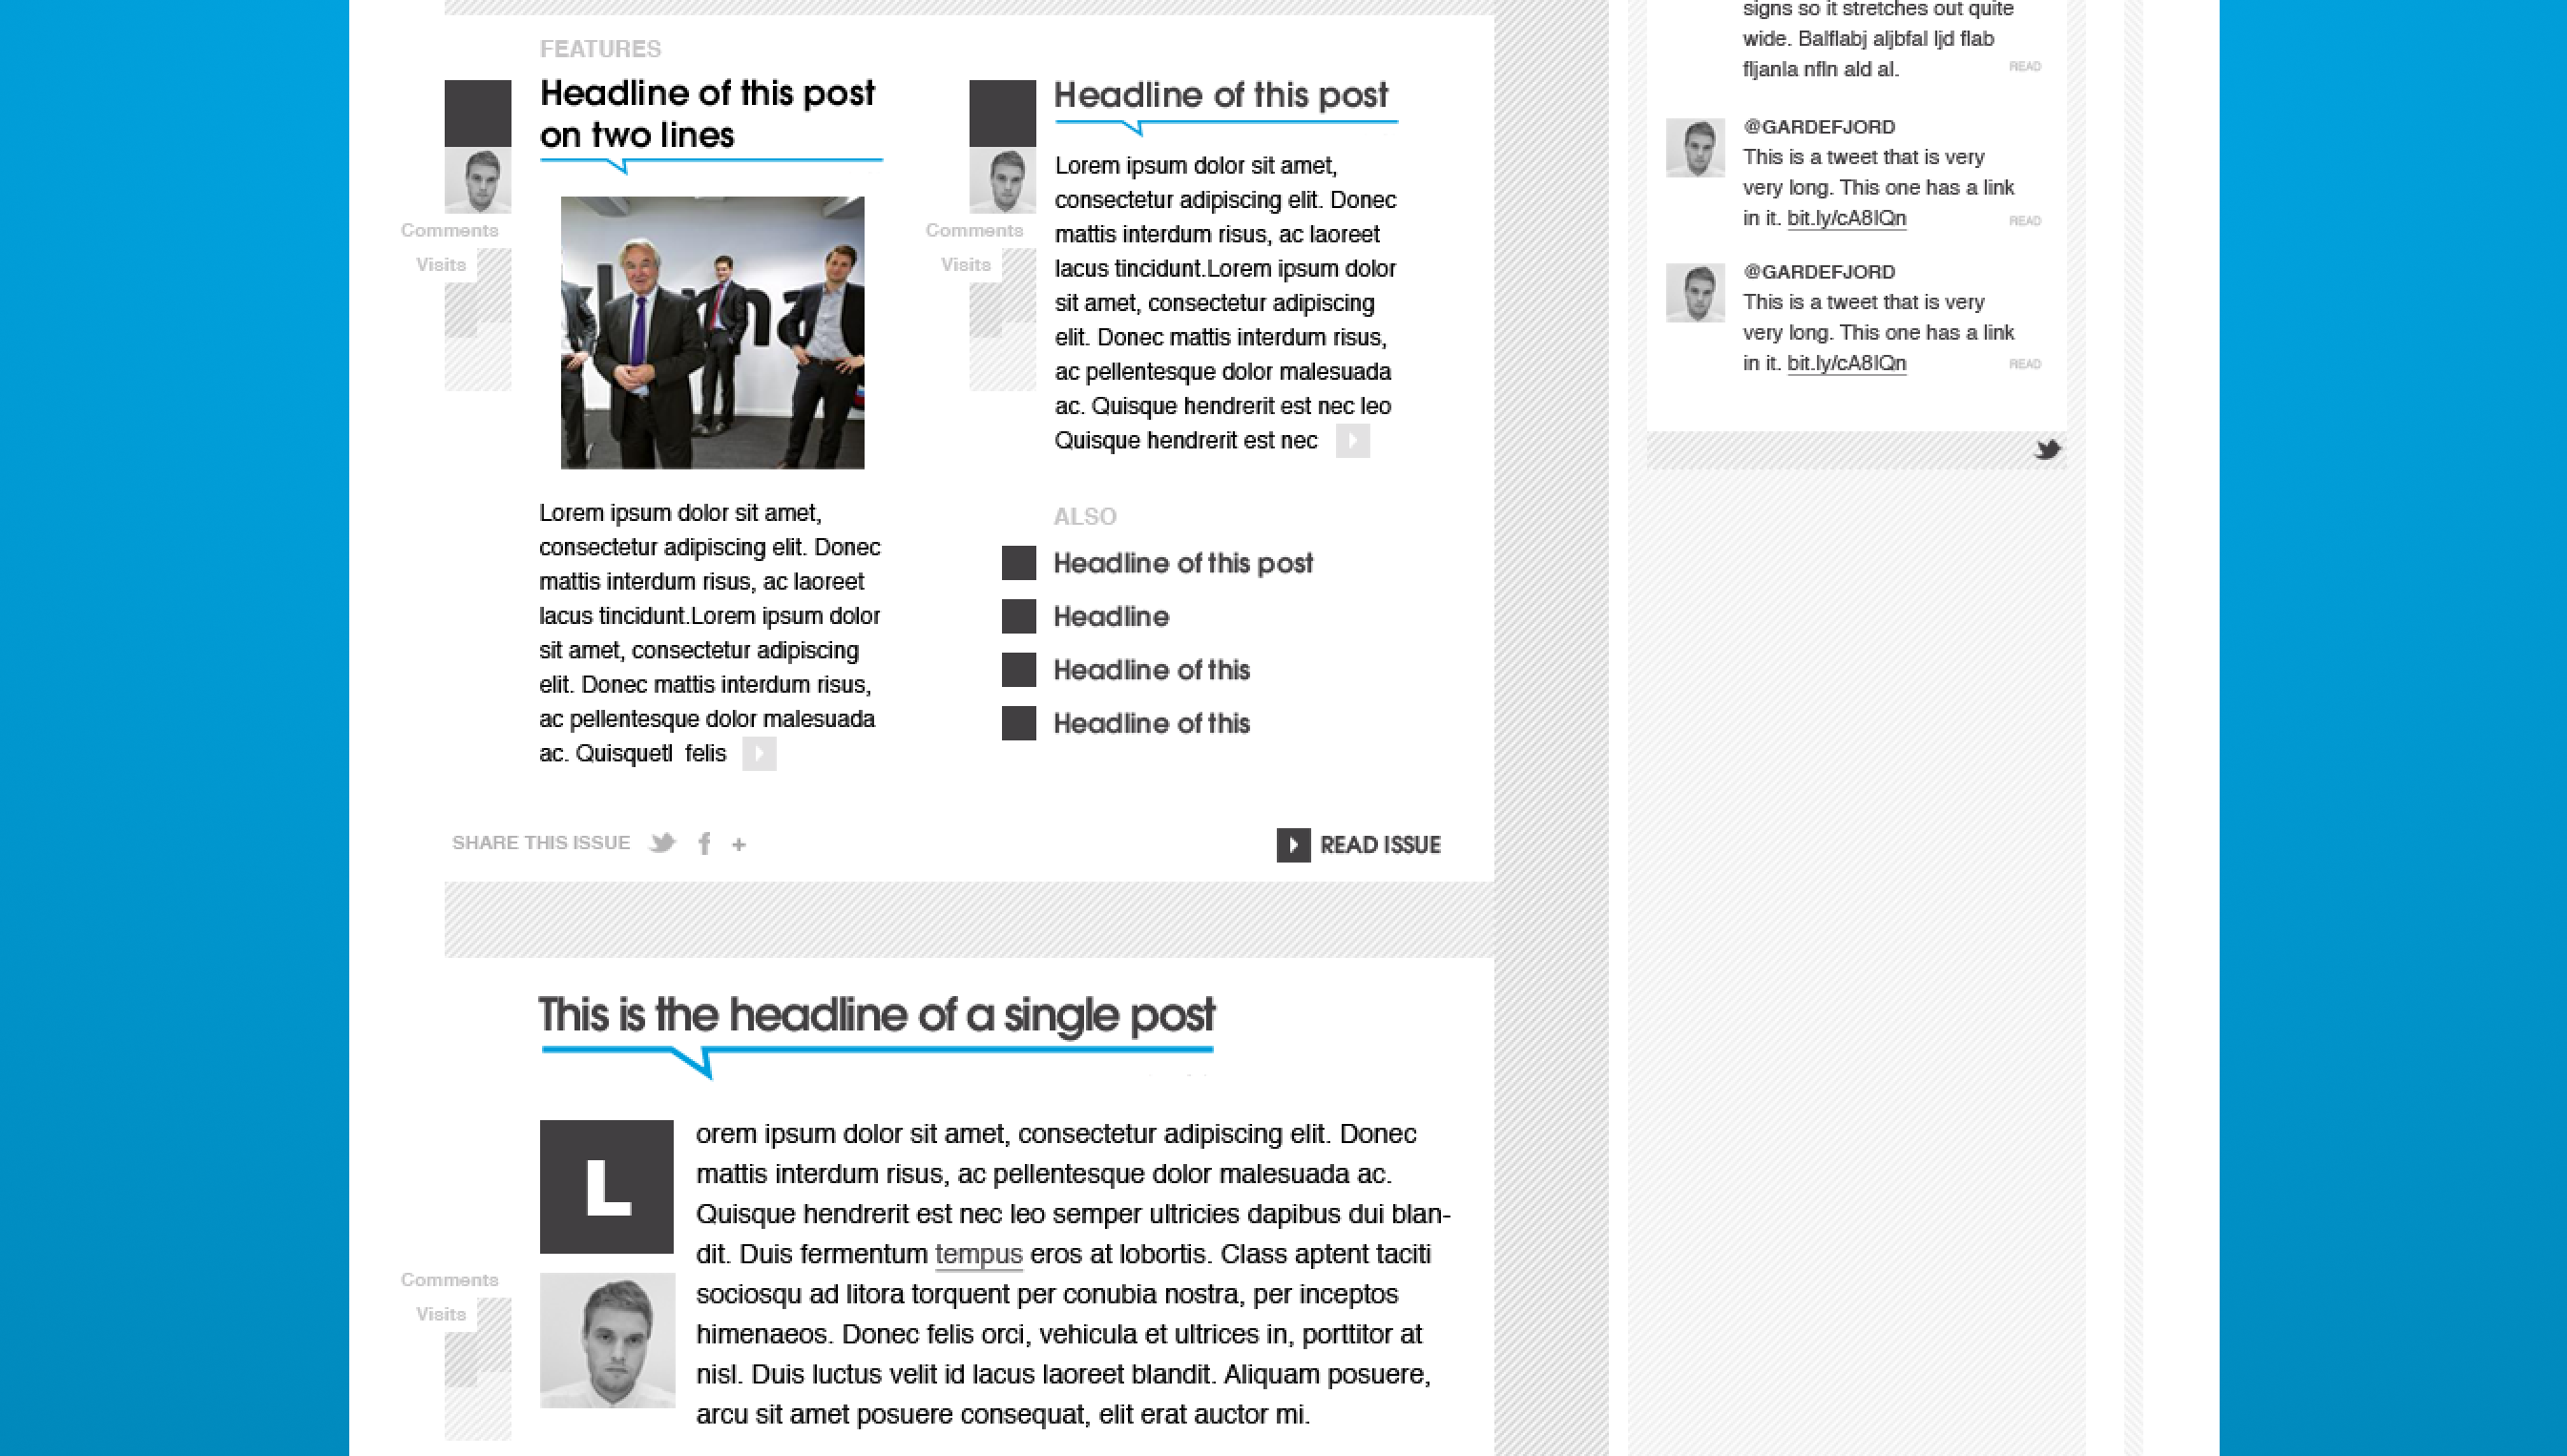 FEATURES
Headline of this post
on two lines
Comments
Visits
Lorem ipsum dolor sit amet,
consectetur adipiscing elit. Donec
mattis interdum risus, ac laoreet
lacus tincidunt.Lorem ipsum dolor
sit amet, consectetur adipiscing
elit. Donec mattis interdum risus,
ac pellentesque dolor malesuada
ac. Quisquetl felis
Headline of this post
Comments
Visits
Lorem ipsum dolor sit amet,
consectetur adipiscing elit. Donec
mattis interdum risus, ac laoreet
lacus tincidunt.Lorem ipsum dolor
sit amet, consectetur adipiscing
elit. Donec mattis interdum risus,
ac pellentesque dolor malesuada
ac. Quisque hendrerit est nec leo
Quisque hendrerit est nec
ALSO
Headline of this post
Headline
Headline of this
Headline of this
SHARE THIS ISSUE f +
READ ISSUE
This is the headline of a single post
Comments
Visits
L
orem ipsum dolor sit amet, consectetur adipiscing elit. Donec
mattis interdum risus, ac pellentesque dolor malesuada ac.
Quisque hendrerit est nec leo semper ultricies dapibus dui blan-
dit. Duis fermentum tempus eros at lobortis. Class aptent taciti
sociosqu ad litora torquent per conubia nostra, per inceptos
himenaeos. Donec felis orci, vehicula et ultrices in, porttitor at
nisl. Duis luctus velit id lacus laoreet blandit. Aliquam posuere,
arcu sit amet posuere consequat, elit erat auctor mi.
signs so it stretches out quite
wide. Balflabj aljbfal ljd flab
fljanla nfln ald al.
READ
@GARDEFJORD
This is a tweet that is very
very long. This one has a link
in it. bit.ly/cA8lQn
READ
@GARDEFJORD
This is a tweet that is very
very long. This one has a link
in it. bit.ly/cA8lQn
READ